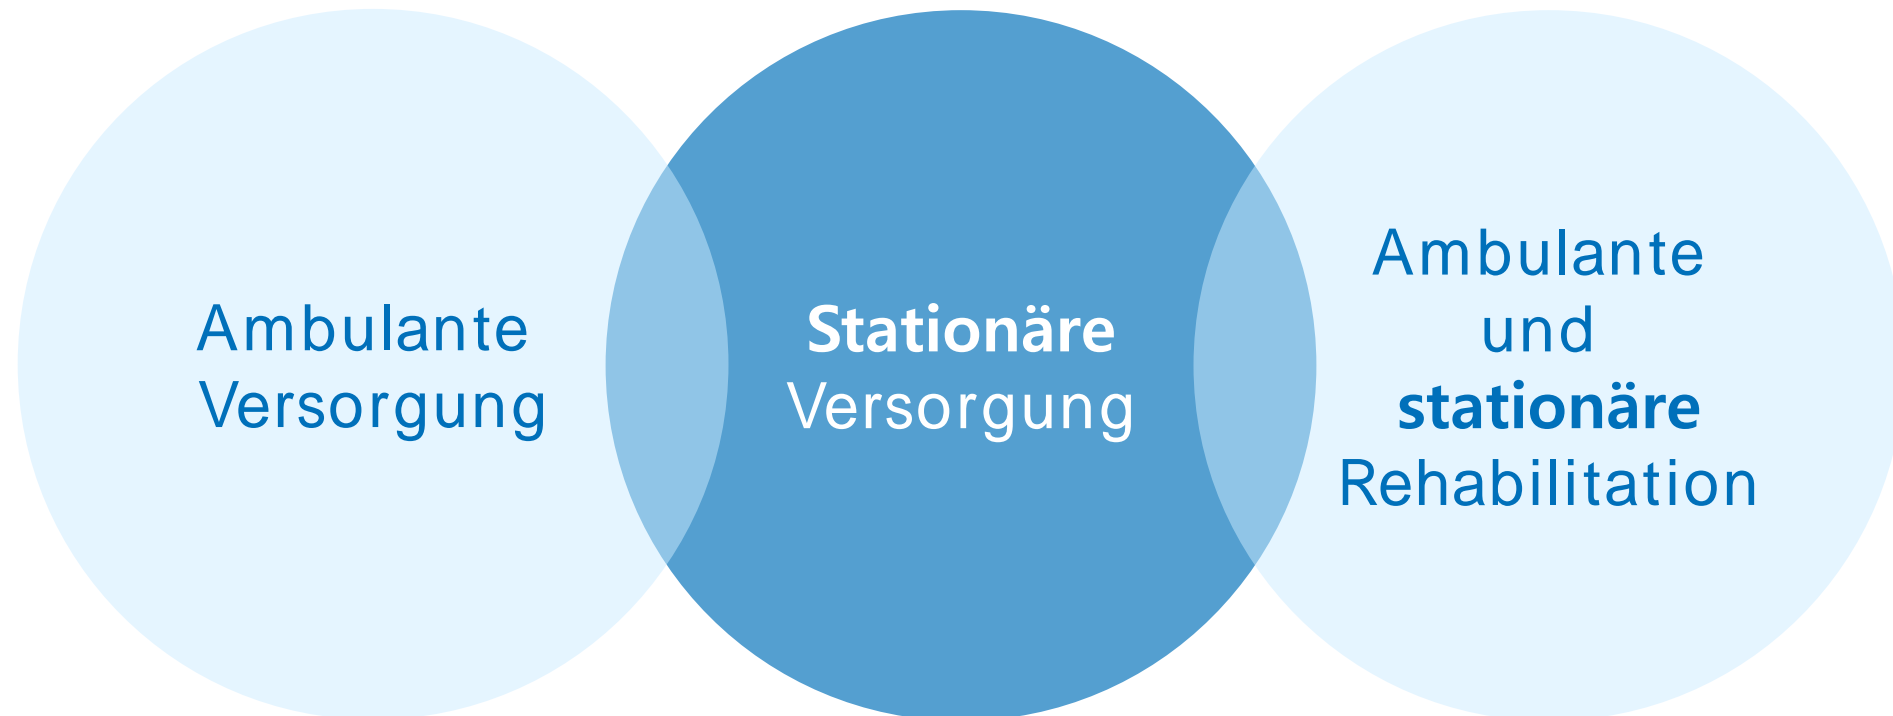 Ambulante
Versorgung
Stationäre
Versorgung
Ambulante
und
stationäre
Rehabilitation